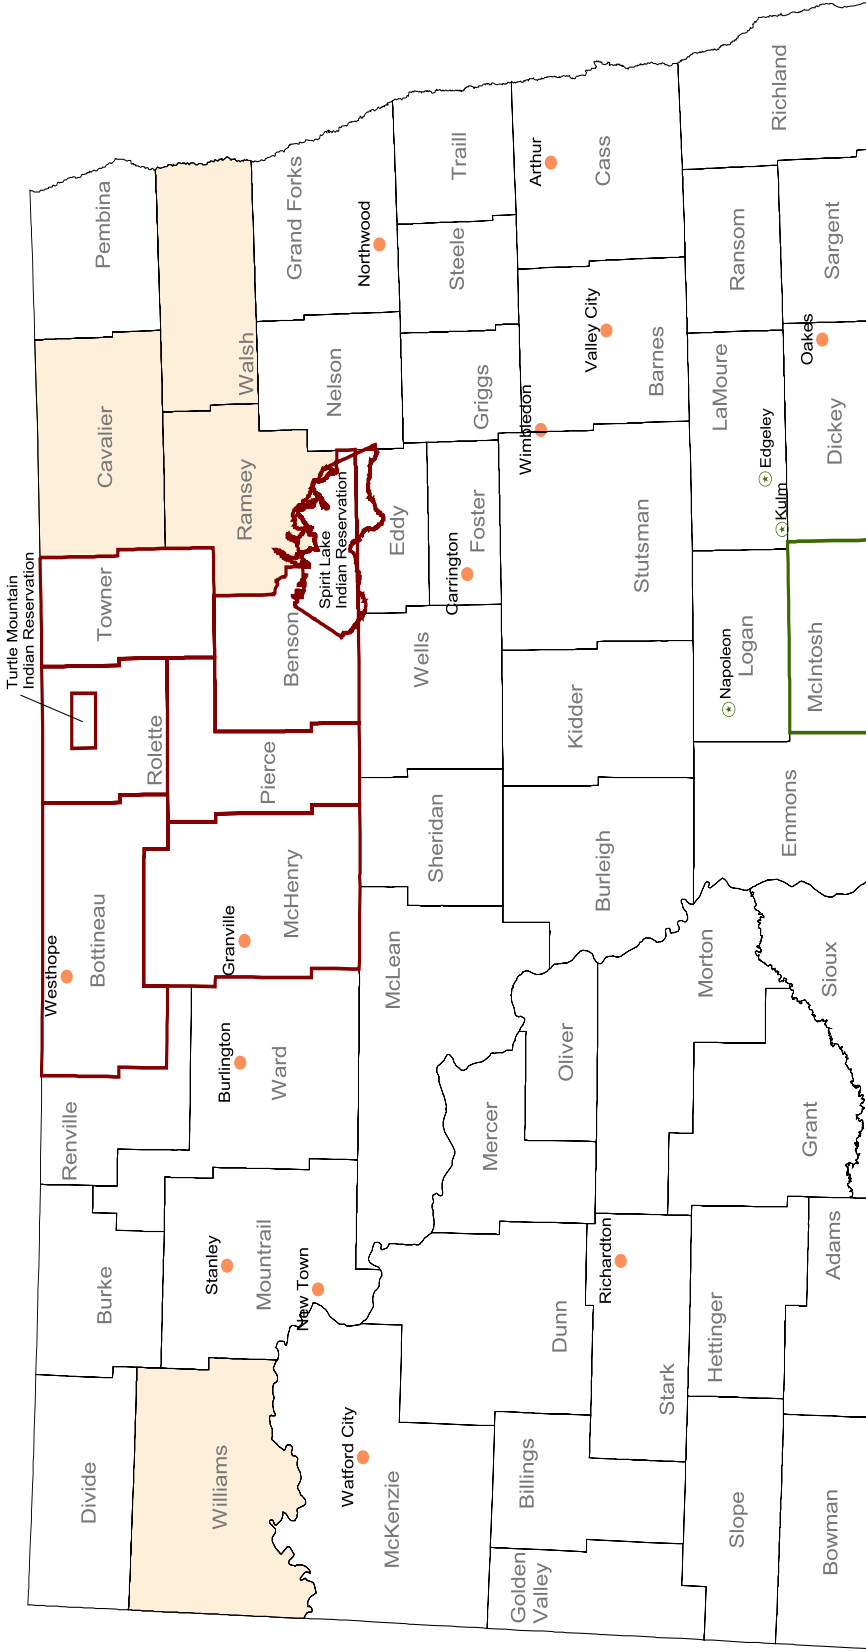 Turtle Mountain
Indian Reservation
Divide
Burke
Renville
Westhope
Bottineau
Rolette
Towner
Cavalier
Pembina
Williams
Stanley
Mountrail
New Town
Burlington
Ward
Granville
McHenry
Pierce
Benson
Ramsey
Spirit Lake
Indian Reservation
Walsh
Nelson
Grand Forks
Northwood
Watford City
McKenzie
McLean
Sheridan
Wells
Eddy
Carrington
Foster
Griggs
Steele
Traill
Golden
Valley
Billings
Dunn
Mercer
Oliver
Burleigh
Kidder
Stutsman
Wimbledon
Valley City
Barnes
Arthur
Cass
Richardton
Stark
Slope
Hettinger
Morton
Grant
Emmons
Napoleon
Logan
Edgeley
Kulm
LaMoure
Ransom
Richland
Bowman
Adams
Sioux
McIntosh
Oakes
Dickey
Sargent